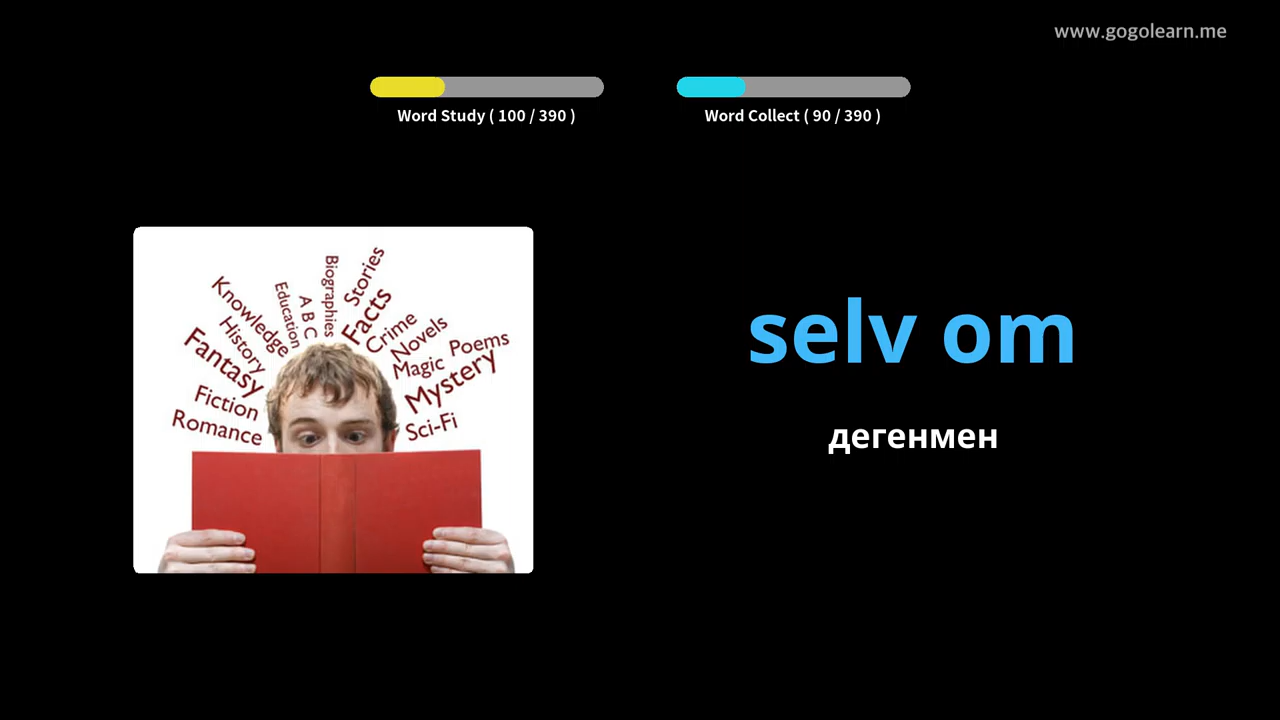 www.gogolearn.me
Word Study ( 100 / 390 )
Word Collect ( 90 / 390 )
Knowledge
History
Fantasy
Fiction
Romance
Education
A B C
Biographies
Stories
Facts
Crime
Novels
Magic
Poems
Mystery
Sci-Fi
selv om
дегенмен